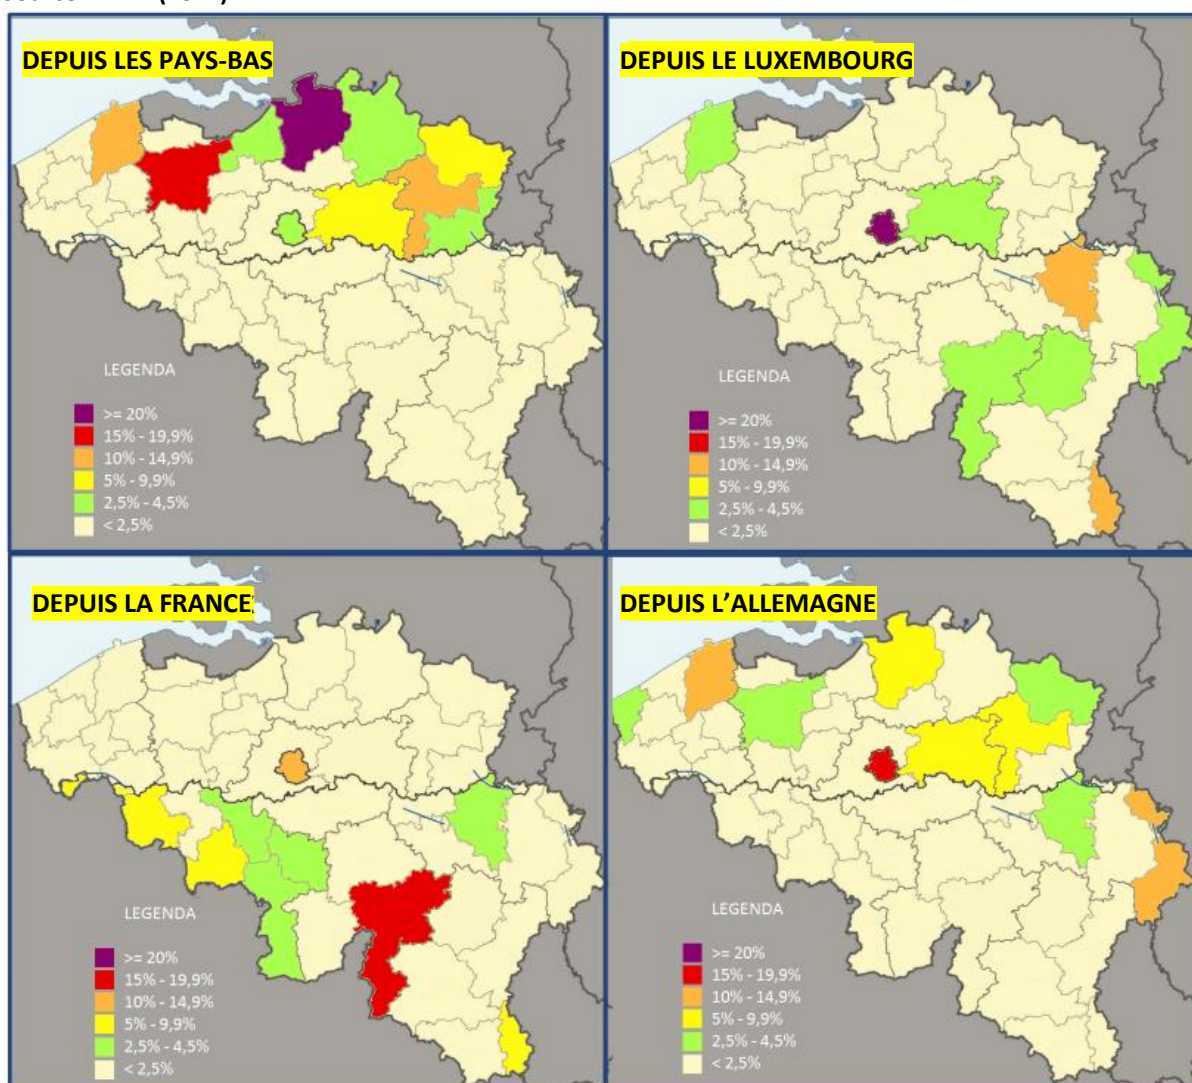 DEPUIS LES PAYS-BAS
LEGENDA
>= 20%
15% - 19,9%
10% - 14,9%
5% - 9,9%
2,5% - 4,5%
< 2,5%
DEPUIS LE LUXEMBOURG
LEGENDA
>= 20%
15% - 19,9%
10% - 14,9%
5% - 9,9%
2,5% - 4,5%
< 2,5%
DEPUIS LA FRANCE
LEGENDA
>= 20%
15% - 19,9%
10% - 14,9%
5% - 9,9%
2,5% - 4,5%
< 2,5%
DEPUIS L’ALLEMAGNE
LEGENDA
>= 20%
15% - 19,9%
10% - 14,9%
5% - 9,9%
2,5% - 4,5%
< 2,5%